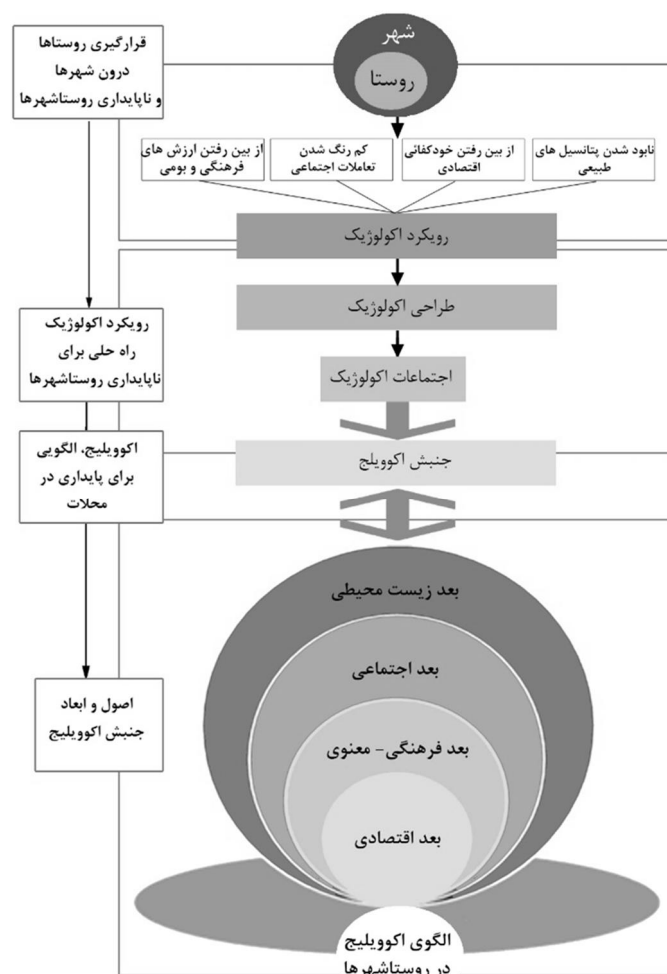 قرارگیری روستاها
درون شهرها
و ناپایداری روستاشهرها
شهر
روستا
نابود شدن پتانسیل های
طبیعی
از بین رفتن خودکفائی
اقتصادی
کم رنگ شدن
تعاملات اجتماعی
از بین رفتن ارزش های
فرهنگی و بومی
رویکرد اکولوژیک
طراحی اکولوژیک
رویکرد اکولوژیک
راه حلی برای
ناپایداری روستاشهرها
اجتماعات اکولوژیک
جنبش اکوویلج
اکوویلیج، الگویی
برای پایداری در
محلات
بعد زیست محیطی
بعد اجتماعی
بعد فرهنگی- معنوی
بعد اقتصادی
اصول و ابعاد
جنبش اکوویلیج
الگوی اکوویلیج
در روستاشهرها